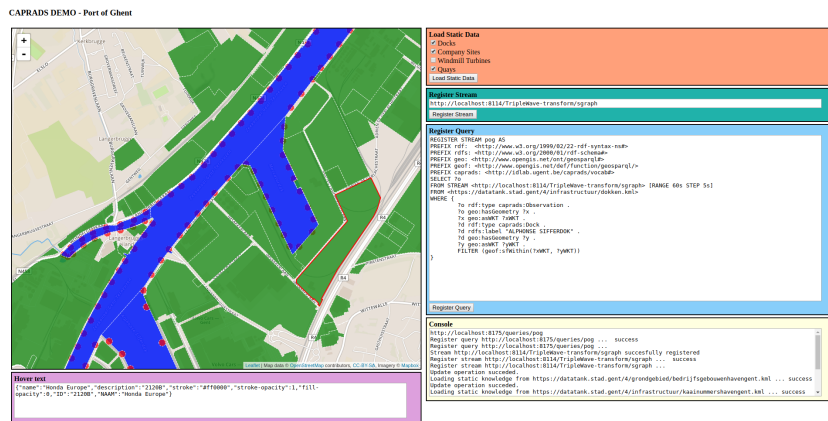 CAPRADS DEMO - Port of Ghent
+
-
Kerkbrugge
Langerbrugge
Langerbrugge
N458
R4
R4
WITTEWALLE
Leaflet | Map data © OpenStreetMap contributors, CC-BY-SA, Imagery © Mapbox
Hover text
{"name":"Honda Europe","description":"2120B","stroke":"#ff0000","stroke-opacity":1,"fill-
opacity":0,"ID":"2120B","NAAM":"Honda Europe"}
Load Static Data
Docks
Company Sites
Windmill Turbines
Quays
Load Static Data
Register Stream
http://localhost:8114/TripleWave-transform/sgraph
Register Stream
Register Query
REGISTER STREAM pog AS
PREFIX rdf: <http://www.w3.org/1999/02/22-rdf-syntax-ns#>
PREFIX rdfs: <http://www.w3.org/2000/01/rdf-schema#>
PREFIX geo: <http://www.opengis.net/ont/geosparql#>
PREFIX geof: <http://www.opengis.net/def/function/geosparql/>
PREFIX caprads: <http://idlab.ugent.be/caprads/vocab#>
SELECT ?o
FROM STREAM <http://localhost:8114/TripleWave-transform/sgraph> [RANGE 60s STEP 5s]
FROM <https://datatank.stad.gent/4/infrastructuur/dokken.kml>
WHERE {
?o rdf:type caprads:Observation .
?o geo:hasGeometry ?x .
?x geo:asWKT ?xWKT .
?d rdf:type caprads:Dock .
?d rdfs:label "ALPHONSE SIFFERDOK" .
?d geo:hasGeometry ?y .
?y geo:asWKT ?yWKT .
FILTER (geof:sfWithin(?xWKT, ?yWKT))
}
Register Query
Console
http://localhost:8175/queries/pog
Register query http://localhost:8175/queries/pog ... success
Register query http://localhost:8175/queries/pog ...
Stream http://localhost:8114/TripleWave-transform/sgraph succesfully registered
Register stream http://localhost:8114/TripleWave-transform/sgraph ... success
Register stream http://localhost:8114/TripleWave-transform/sgraph ...
Update operation succeded.
Loading static knowledge from https://datatank.stad.gent/4/grondgebied/bedrijfsgebouwenhavengent.kml ... success
Update operation succeded.
Loading static knowledge from https://datatank.stad.gent/4/infrastructuur/kaainummershavengent.kml ... success